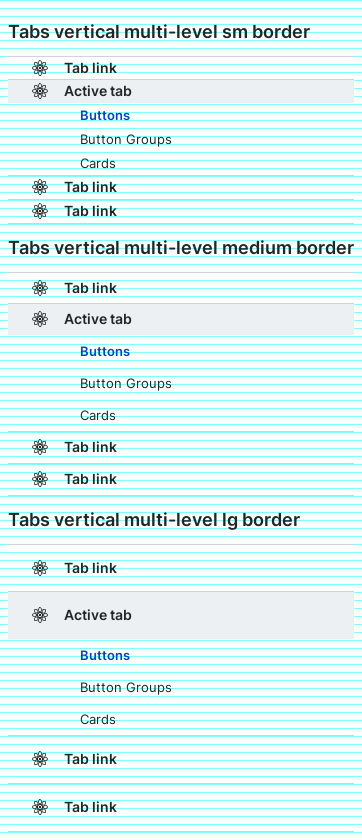 Tabs vertical multi-level sm border
Tab link
Active tab
Buttons
Button Groups
Cards
Tab link
Tab link
Tabs vertical multi-level medium border
Tab link
Active tab
Buttons
Button Groups
Cards
Tab link
Tab link
Tabs vertical multi-level lg border
Tab link
Active tab
Buttons
Button Groups
Cards
Tab link
Tab link